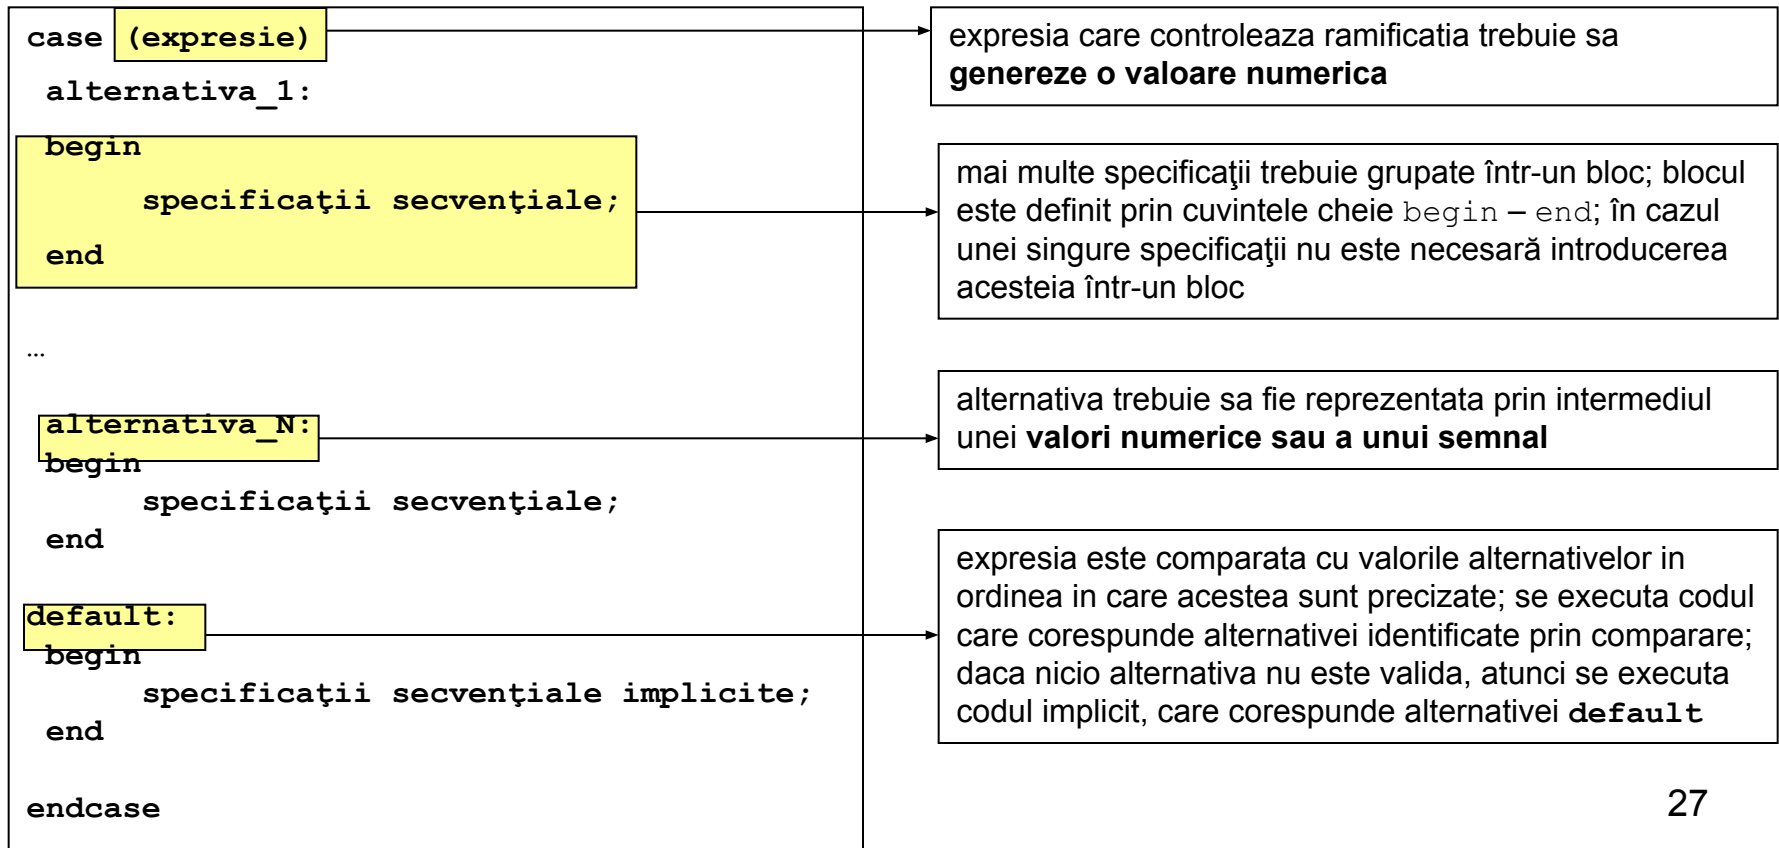 case (expresie)
alternativa_1:
begin
specificaţii secvenţiale;
end
…
alternativa_N:
begin
specificaţii secvenţiale;
end
default:
begin
specificaţii secvenţiale implicite;
end
endcase
expresia care controleaza ramificatia trebuie sa
genereze o valoare numerica
mai multe specificaţii trebuie grupate într-un bloc; blocul
este definit prin cuvintele cheie begin – end; în cazul
unei singure specificaţii nu este necesară introducerea
acesteia într-un bloc
alternativa trebuie sa fie reprezentata prin intermediul
unei valori numerice sau a unui semnal
expresia este comparata cu valorile alternativelor in
ordinea in care acestea sunt precizate; se executa codul
care corespunde alternativei identificate prin comparare;
daca nicio alternativa nu este valida, atunci se executa
codul implicit, care corespunde alternativei default
27